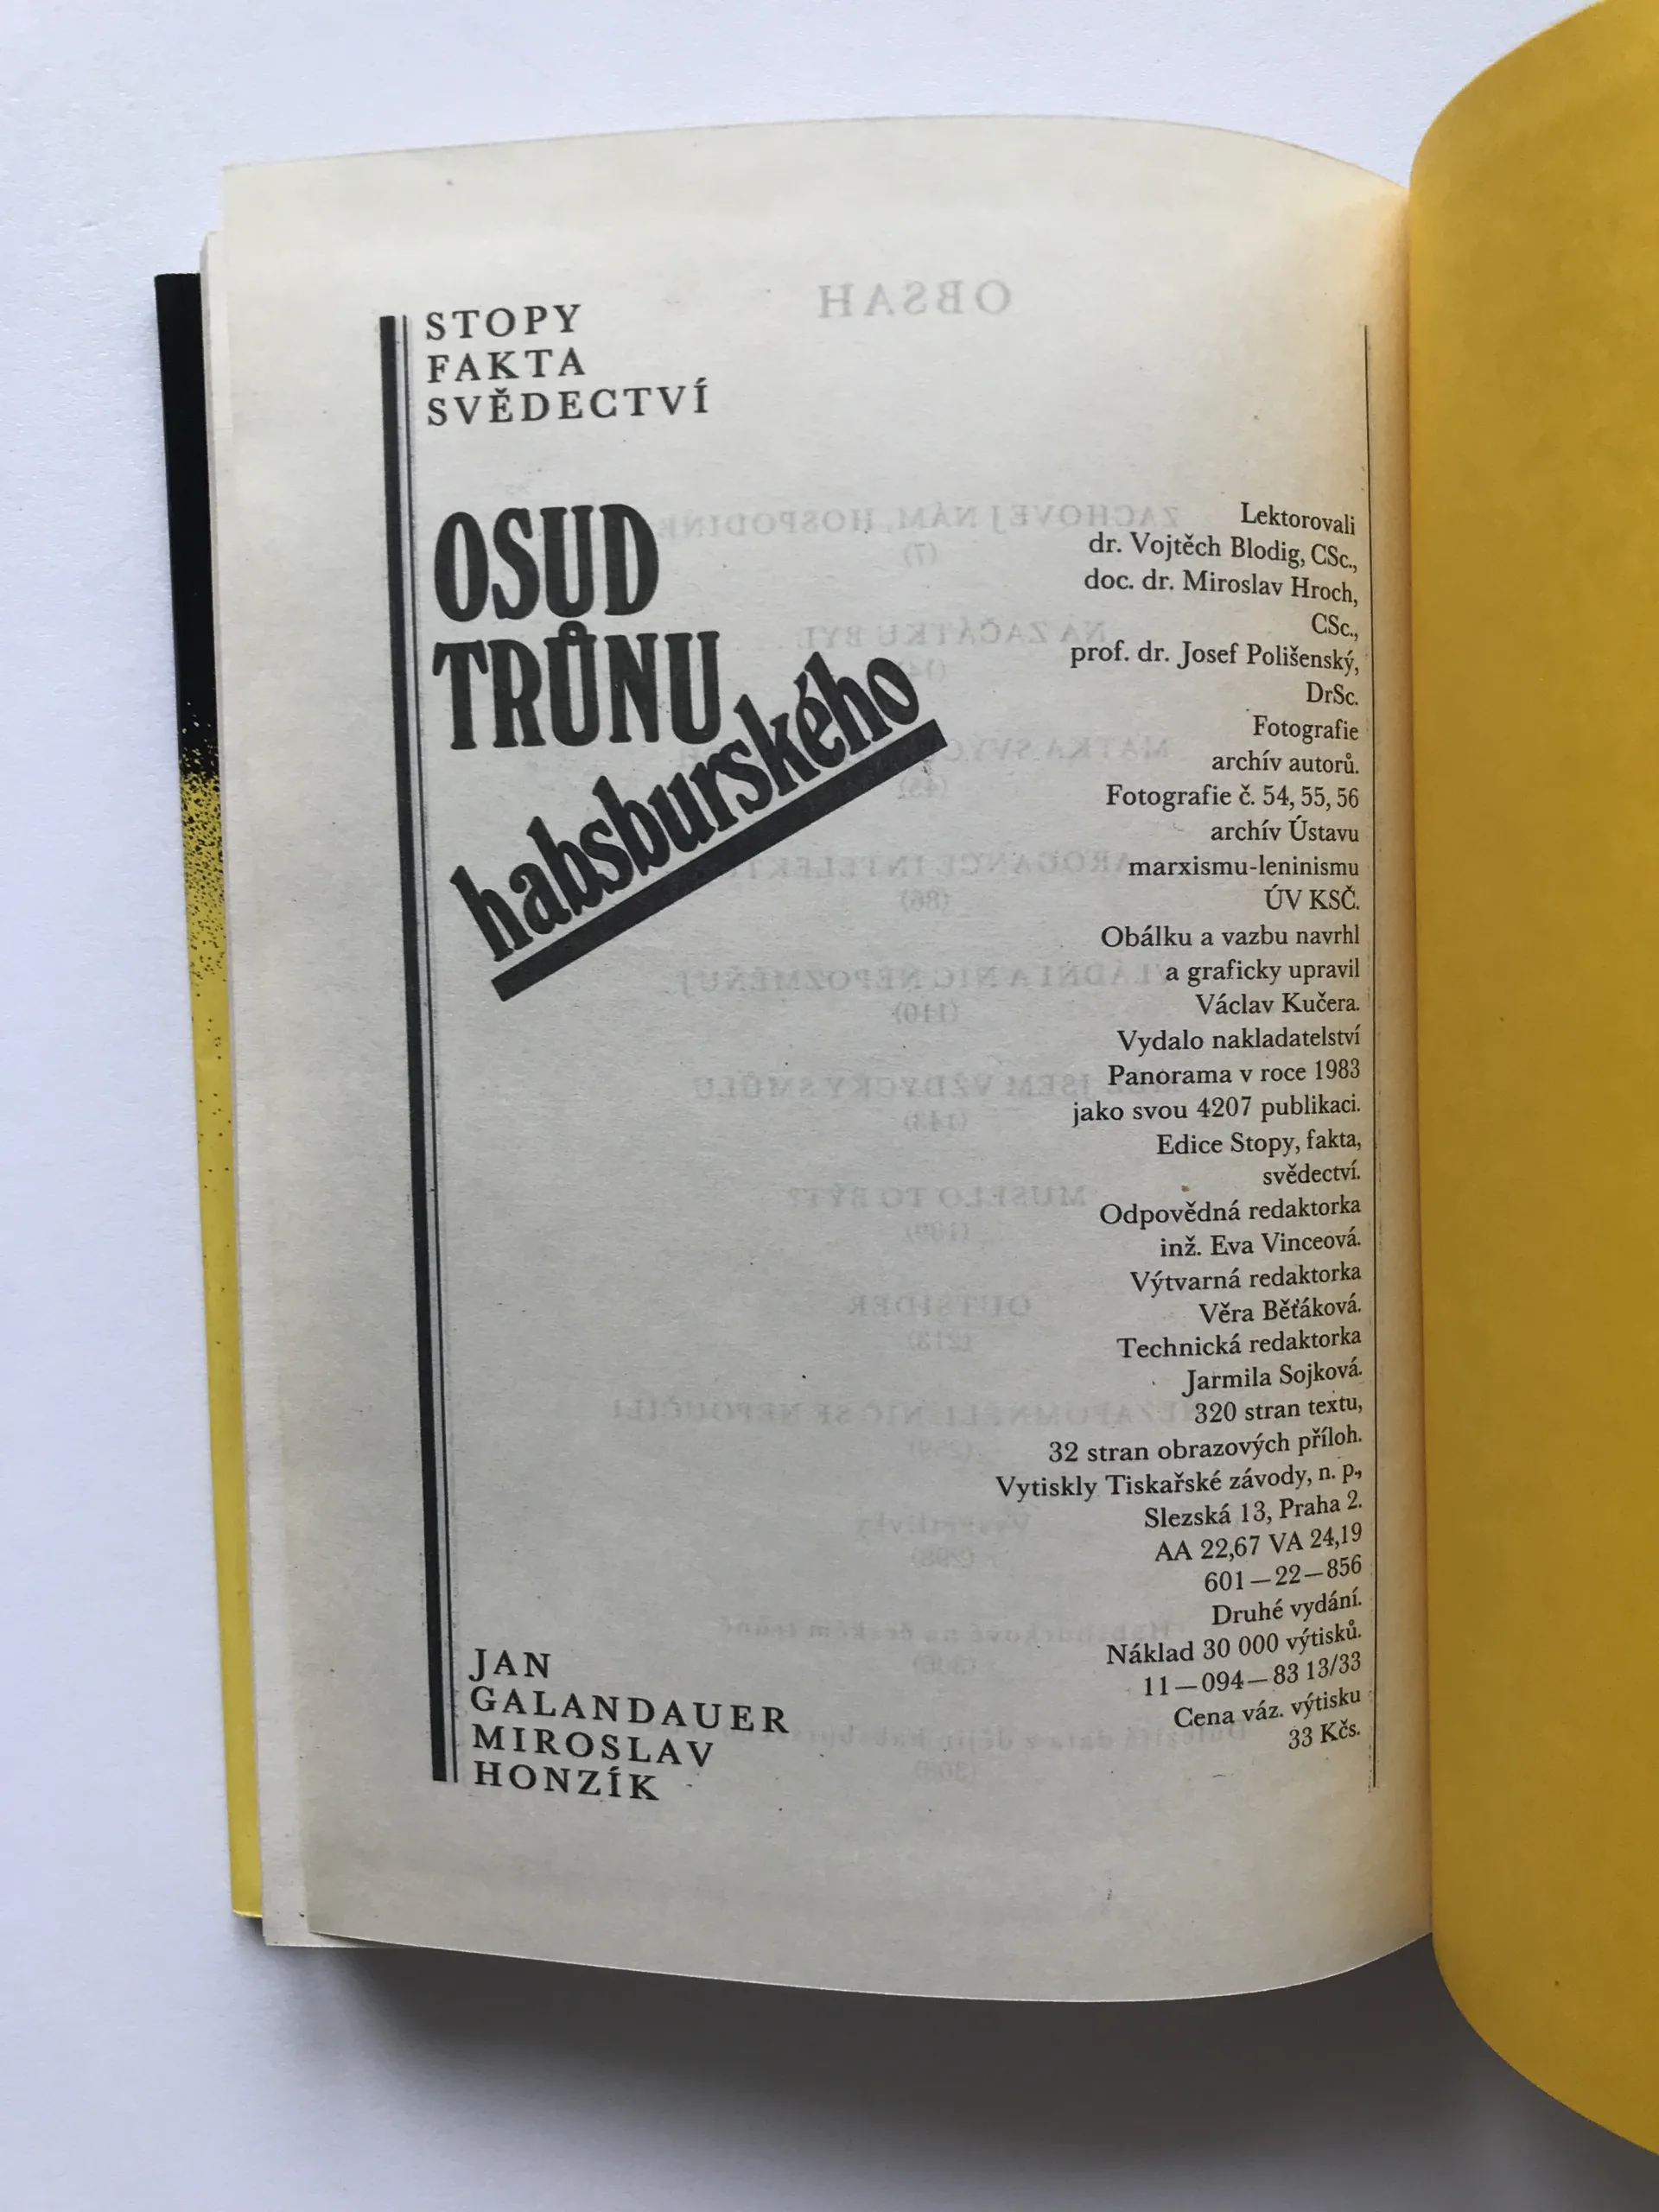 STOPY
FAKTA
SVĚDECTVÍ
OSUD
TRŮNU
habsburského
JAN
GALANDAUER
MIROSLAV
HONZÍK
Lektorovali
dr. Vojtěch Blodig, CSc.,
doc. dr. Miroslav Hroch,
CSc.,
prof. dr. Josef Polišenský,
DrSc.
Fotografie
archív autorů.
Fotografie č. 54, 55, 56
archív Ústavu
marxismu-leninismu
ÚV KSČ.
Obálku a vazbu navrhl
a graficky upravil
Václav Kučera.
Vydalo nakladatelství
Panorama v roce 1983
jako svou 4207 publikaci.
Edice Stopy, fakta,
svědectví.
Odpovědná redaktorka
inž. Eva Vinceová.
Výtvarná redaktorka
Věra Běťáková.
Technická redaktorka
Jarmila Sojková.
320 stran textu,
32 stran obrazových příloh.
Vytiskly Tiskařské závody, n. p.,
Slezská 13, Praha 2.
AA 22,67 VA 24,19
601—22—856
Druhé vydání.
Náklad 30 000 výtisků.
11—094—83 13/33
Cena váz. výtisku
33 Kčs.
OBSAH